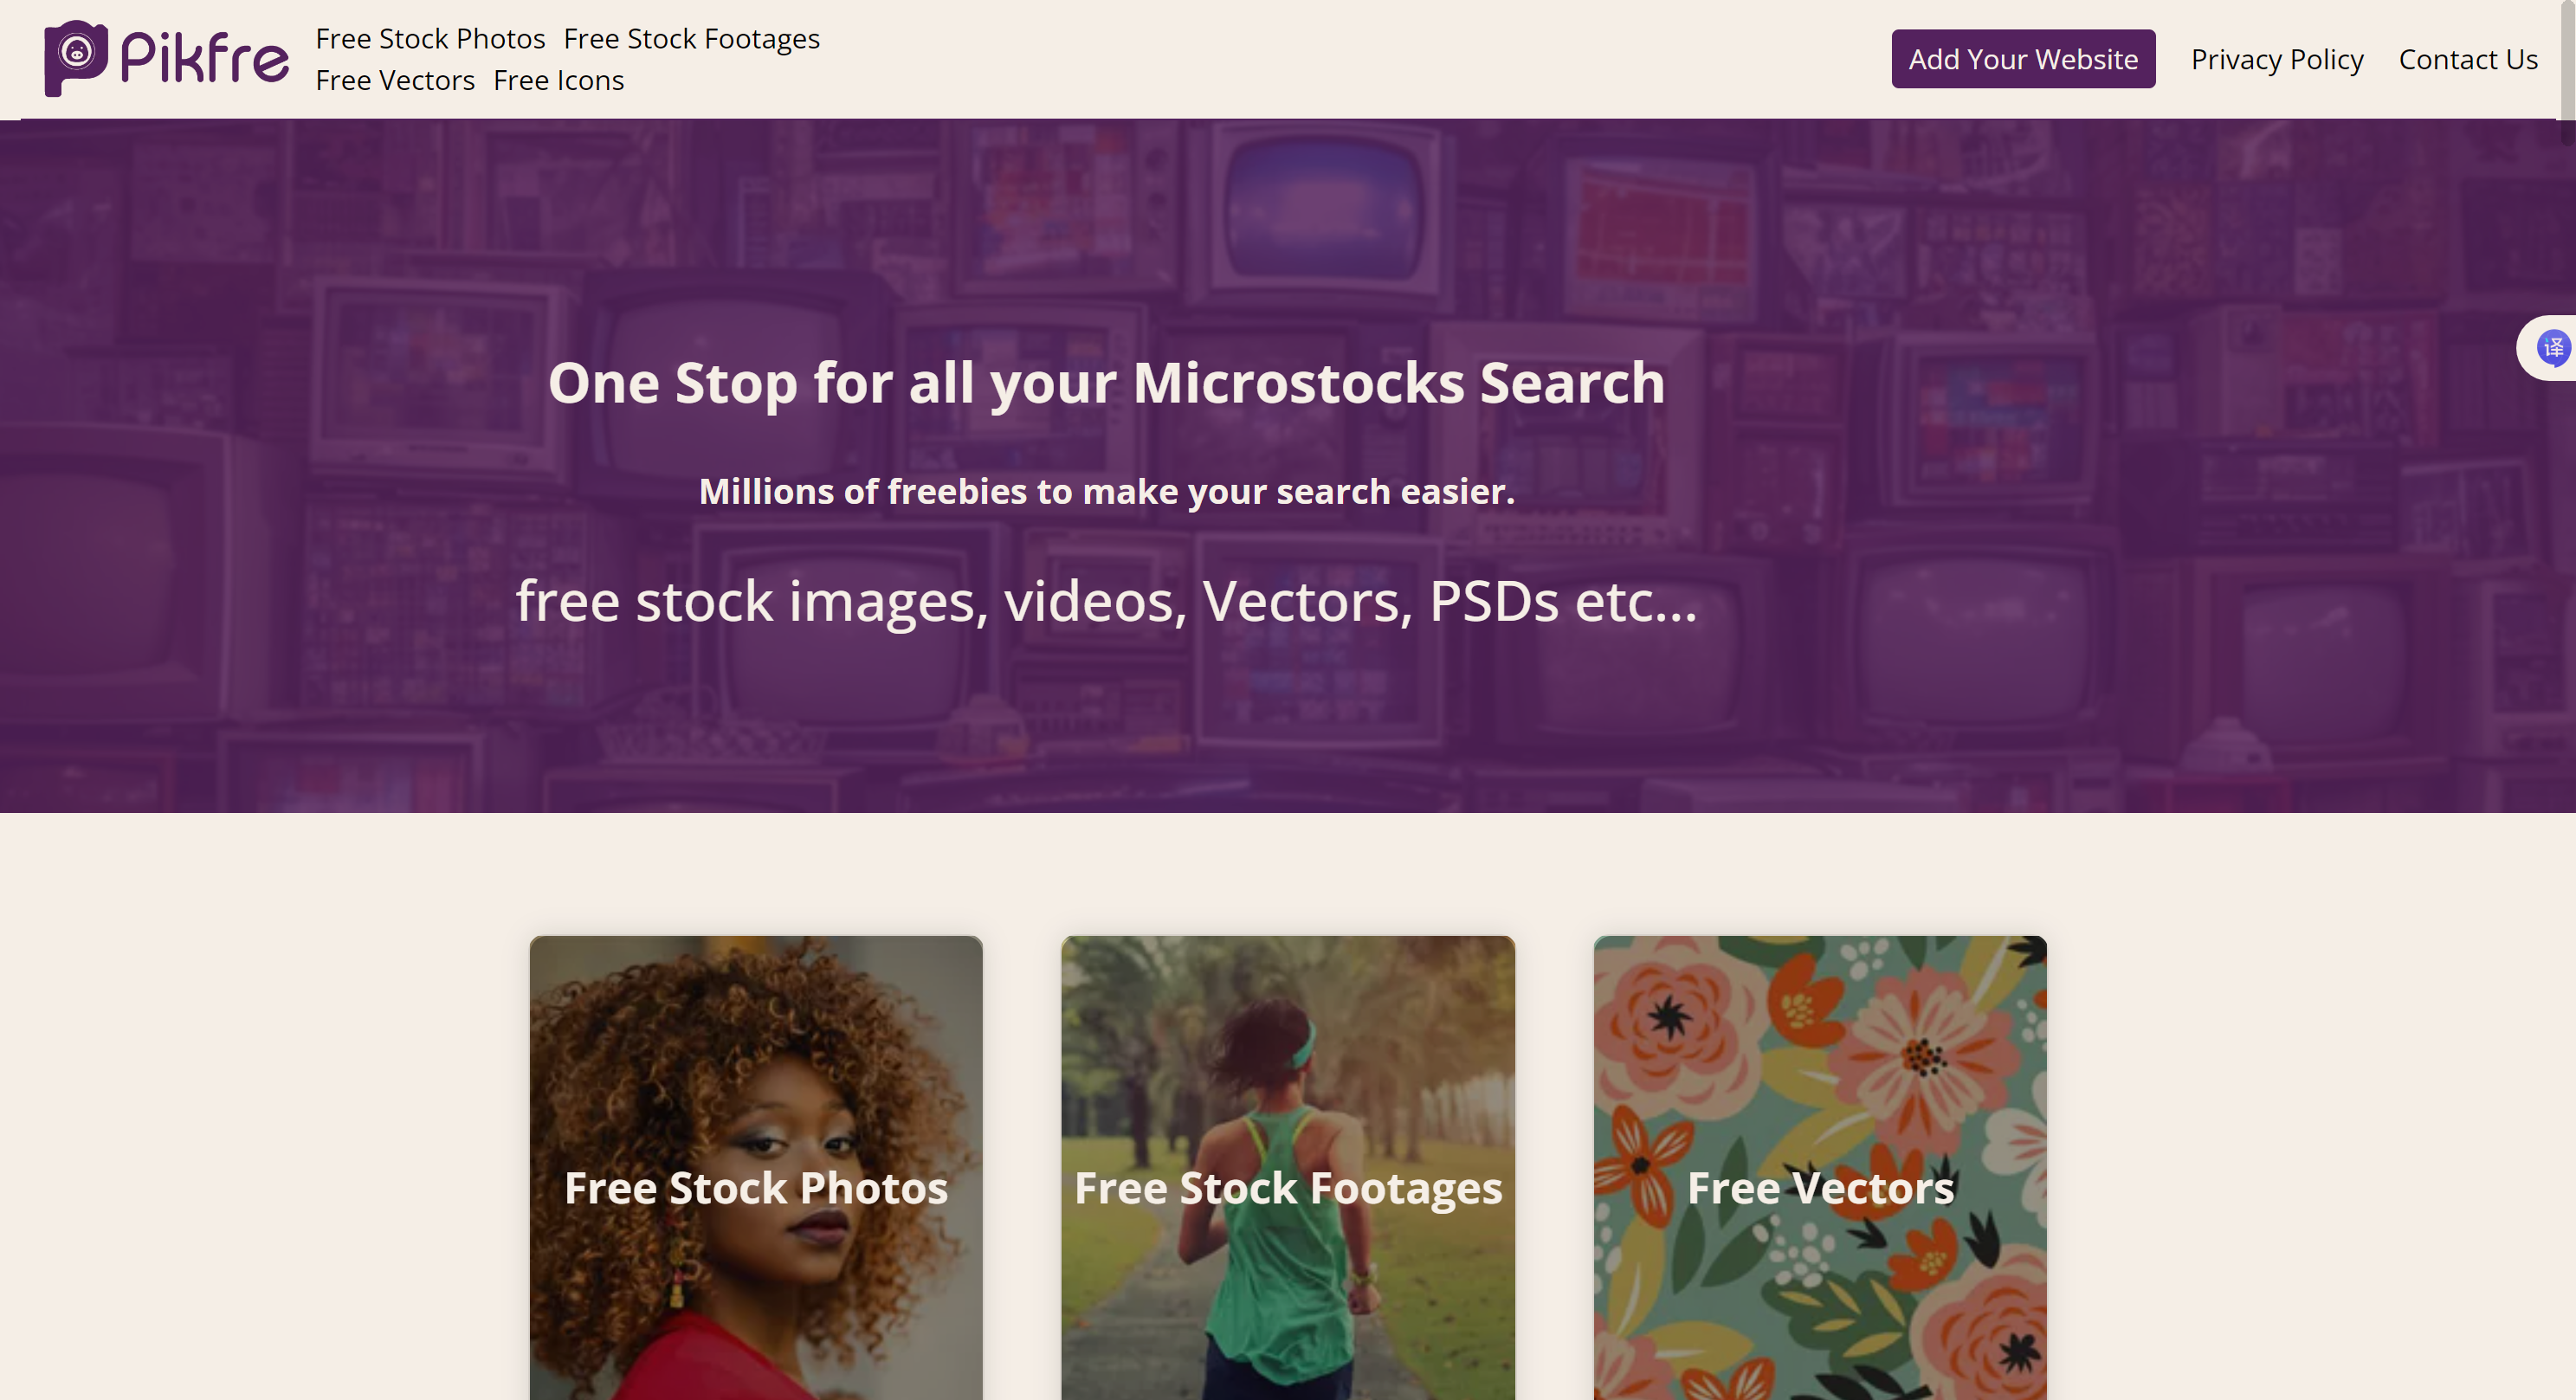 Pikfre
Free Stock Photos Free Stock Footages
Free Vectors Free Icons
Add Your Website
Privacy Policy
Contact Us
One Stop for all your Microstocks Search
Millions of freebies to make your search easier.
free stock images, videos, Vectors, PSDs etc...
译
Free Stock Photos
Free Stock Footages
Free Vectors